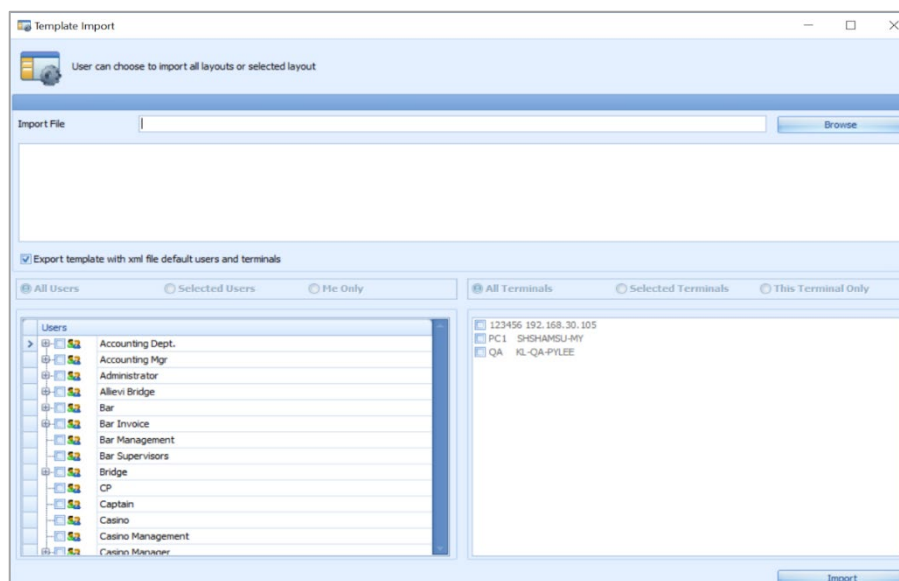 Template Import
User can choose to import all layouts or selected layout
Import File
Browse
Export template with xml file default users and terminals
All Users Selected Users Me Only
All Terminals Selected Terminals This Terminal Only
Users
Accounting Dept.
Accounting Mgr
Administrator
Allievi Bridge
Bar
Bar Invoice
Bar Management
Bar Supervisors
Bridge
CP
Captain
Casino
Casino Management
Casino Manager
123456 192.168.30.105
PC1 SHSHAMSU-MY
QA KL-QA-PYLEE
Import